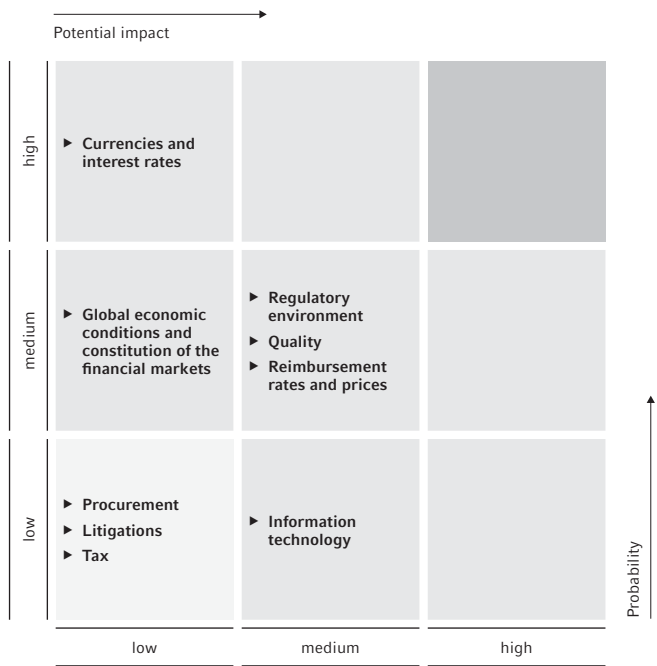 Potential impact
high
▶ Currencies and
interest rates
medium
▶ Global economic
conditions and
constitution of the
financial markets
▶ Regulatory
environment
▶ Quality
▶ Reimbursement
rates and prices
low
▶ Procurement
▶ Litigations
▶ Tax
▶ Information
technology
Probability
low
medium
high